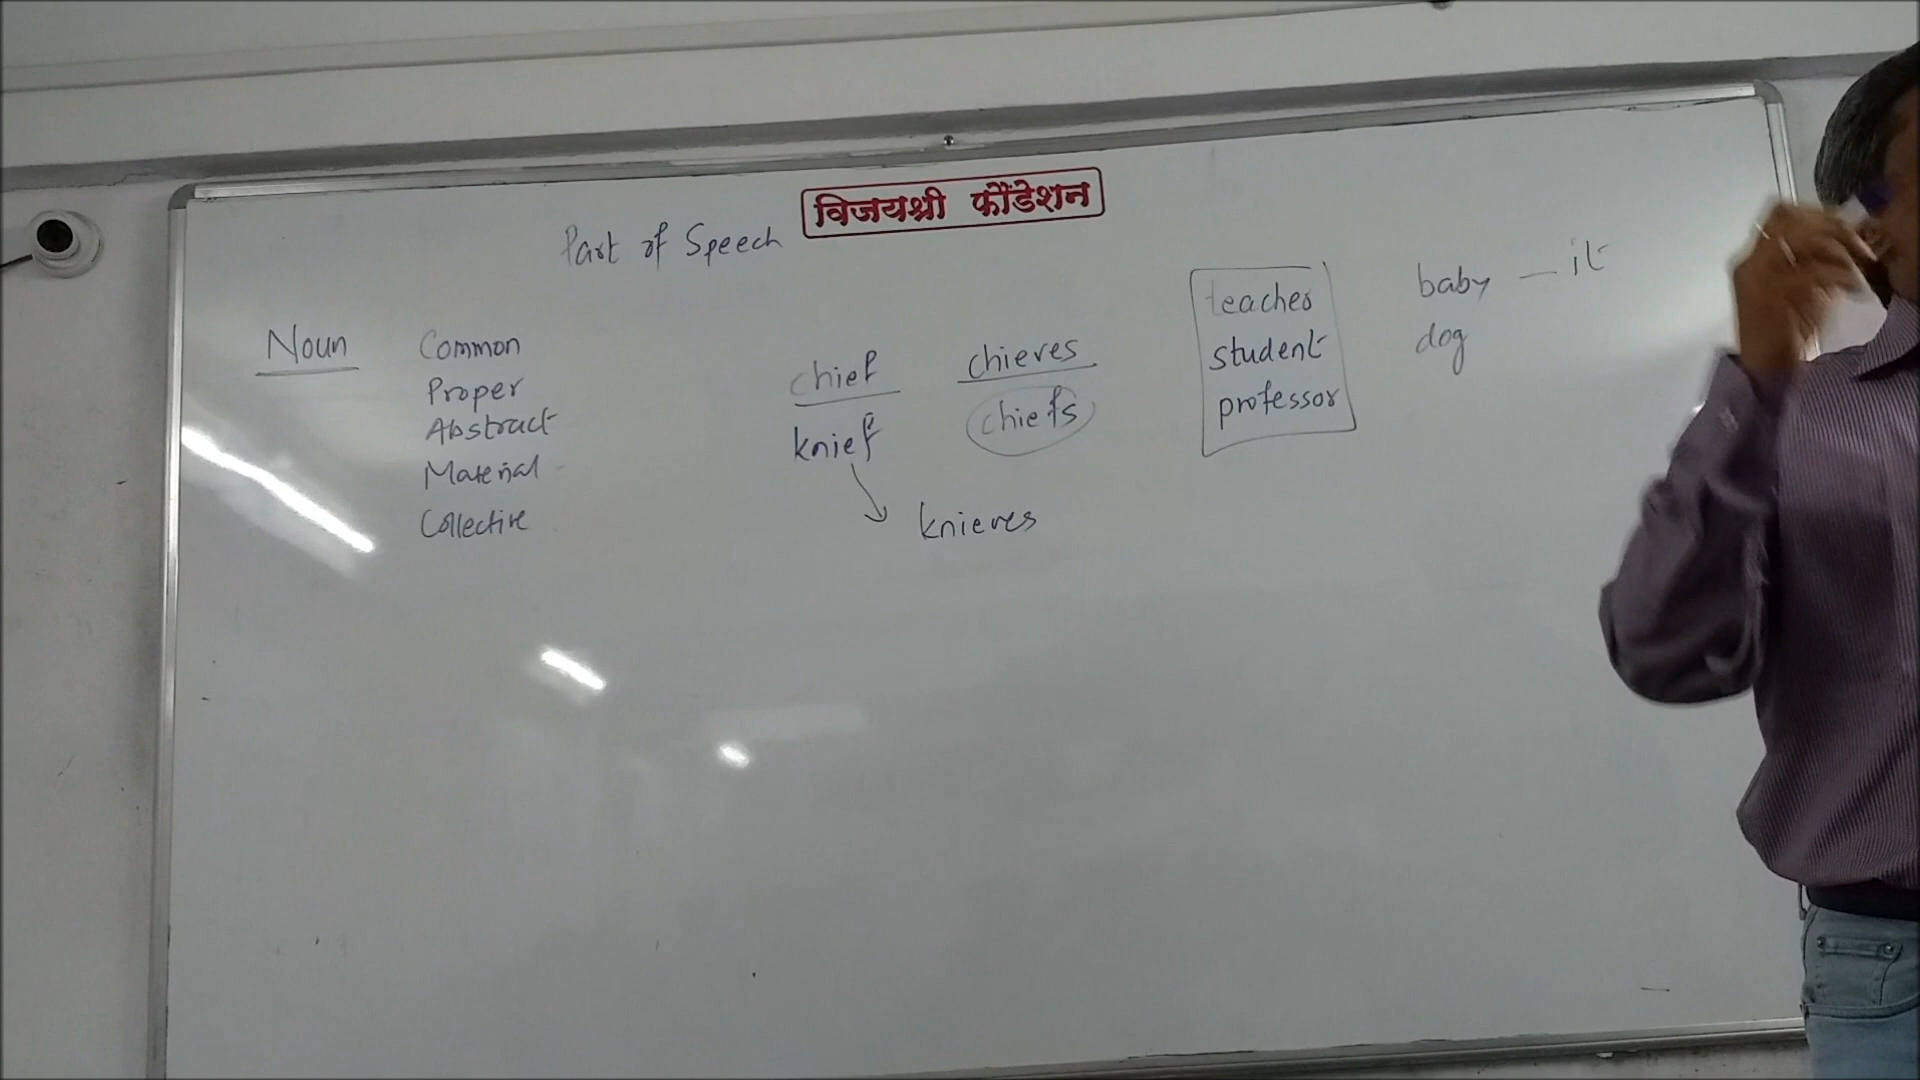 विजयश्री फौंडेशन
Part of Speech
Noun
Common
Proper
Abstract
Material
Collective
chief
knief
chieves
chiefs
knieves
teacher
student
professor
baby — it
dog